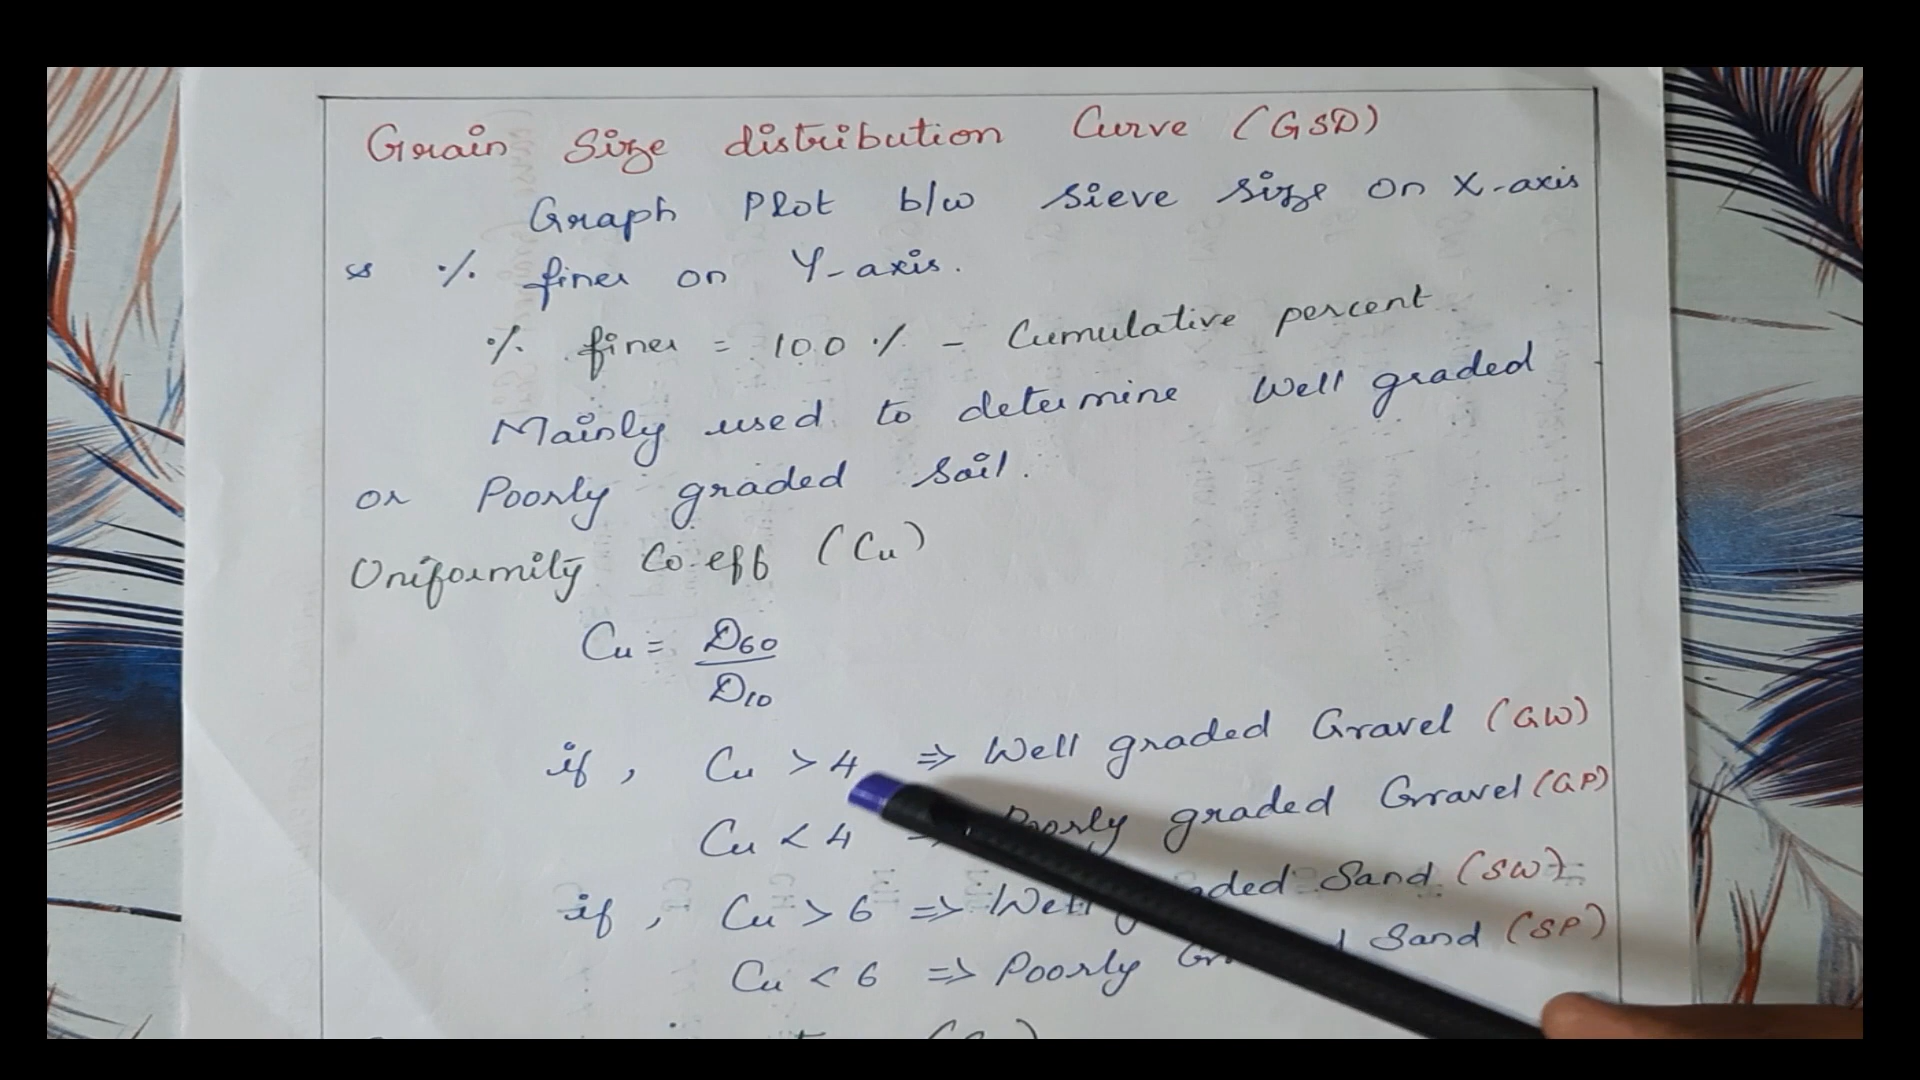 Grain Size distribution Curve (GSD)
Graph Plot b/w Sieve size on X-axis
% finer on Y-axis.
% finer = 100 % - Cumulative percent
Mainly used to determine Well graded
or Poorly graded Soil.
Uniformity Co-eff (Cu)
Cu = D60
D10
if, Cu > 4 => Well graded Gravel (GW)
Cu < 4 Poorly graded Gravel (GP)
if, Cu > 6 => Well Sand (SW)
Cu < 6 => Poorly Sand (SP)